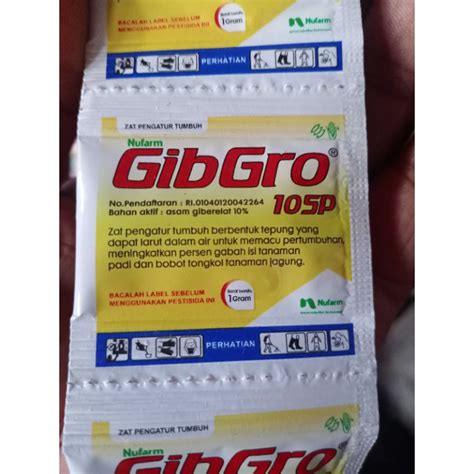 BACALAH LABEL SEBELUM
MENGGUNAKAN PESTISIDA INI
1 Gram
Nufarm
PERHATIAN
ZAT PENGATUR TUMBUH
Nufarm
GibGro®
10SP
No.Pendaftaran : RI.01040120042264
Bahan aktif : asam giberelat 10%
Zat pengatur tumbuh berbentuk tepung yang
dapat larut dalam air untuk memacu pertumbuhan,
meningkatkan persen gabah isi tanaman
padi dan bobot tongkol tanaman jagung.
BACALAH LABEL SEBELUM
MENGGUNAKAN PESTISIDA INI
1 Gram
Nufarm
PERHATIAN
ZAT PENGATUR TUMBUH
Nufarm
GibGro